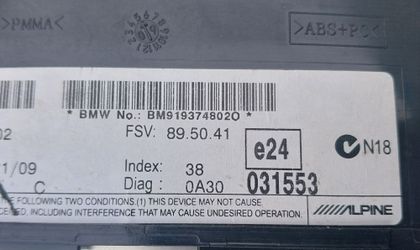 >PMMA<
>ABS+PC<
* BMW No.: BM9193748020 *
02 FSV: 89.50.41
e24
N18
1/09 Index: 38
C Diag: 0A30 031553
E FOLLOWING TWO CONDITIONS.(1) THIS DEVICE MAY NOT CAUSE
INCLUDING INTERFERENCE THAT MAY CAUSE UNDESIRED OPERATION.
ALPINE